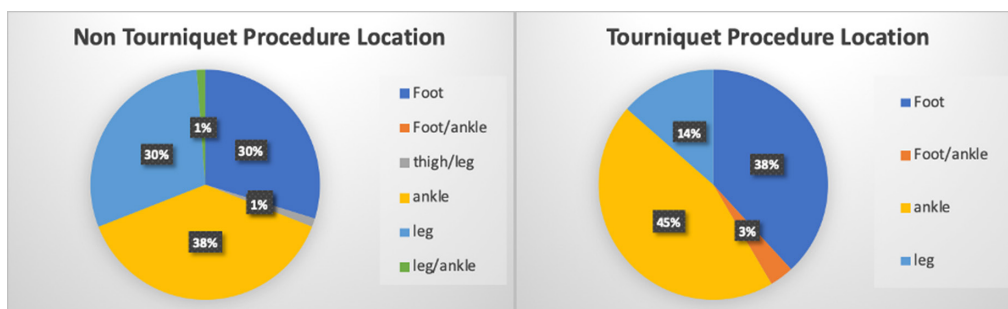 Non Tourniquet Procedure Location
1%
30%
30%
1%
38%
Foot
Foot/ankle
thigh/leg
ankle
leg
leg/ankle
Tourniquet Procedure Location
14%
38%
45%
3%
Foot
Foot/ankle
ankle
leg